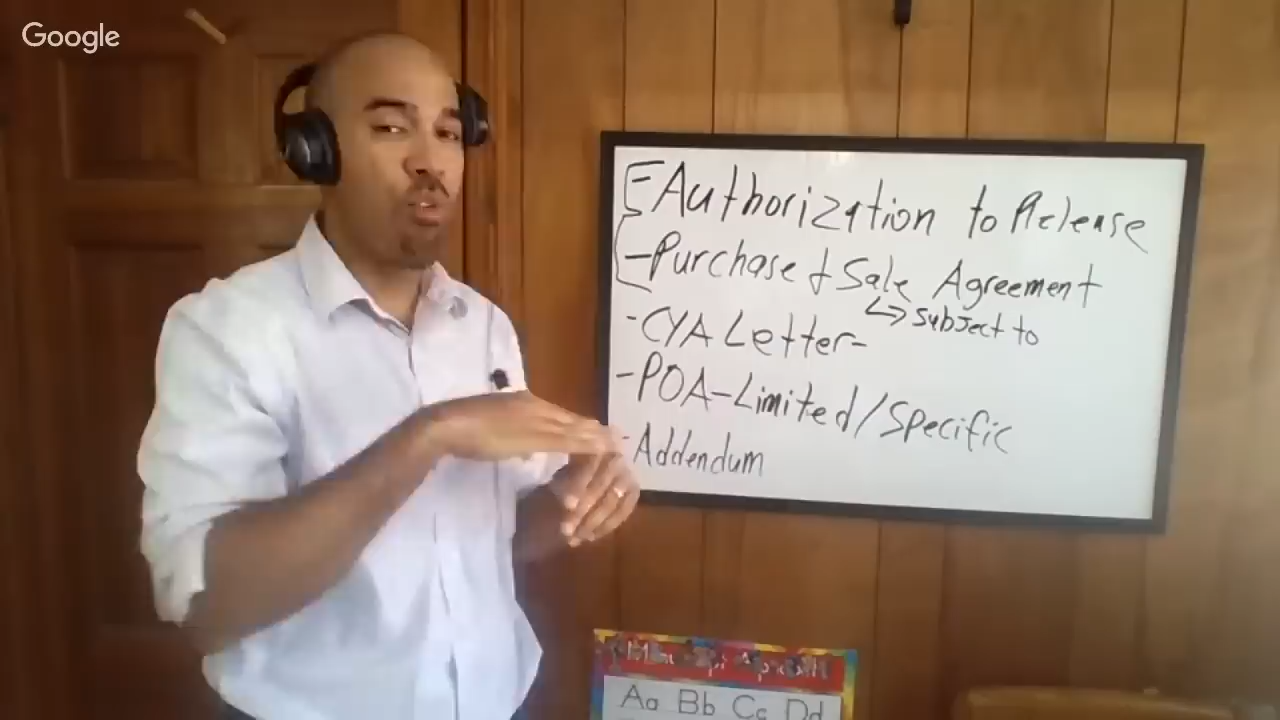 Google
- Authorization to Release
- Purchase & Sale Agreement
↳ subject to
- CYA Letter-
- POA-Limited/Specific
- Addendum
Aa Bb Cc Dd